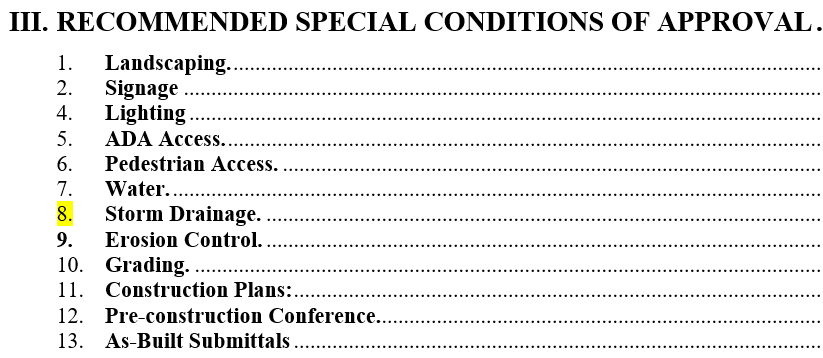 III. RECOMMENDED SPECIAL CONDITIONS OF APPROVAL .
1. Landscaping...............................................................................................................
2. Signage ......................................................................................................................
4. Lighting .....................................................................................................................
5. ADA Access................................................................................................................
6. Pedestrian Access. .....................................................................................................
7. Water.........................................................................................................................
8. Storm Drainage. ........................................................................................................
9. Erosion Control. ........................................................................................................
10. Grading. ...................................................................................................................
11. Construction Plans:...................................................................................................
12. Pre-construction Conference.....................................................................................
13. As-Built Submittals ...................................................................................................